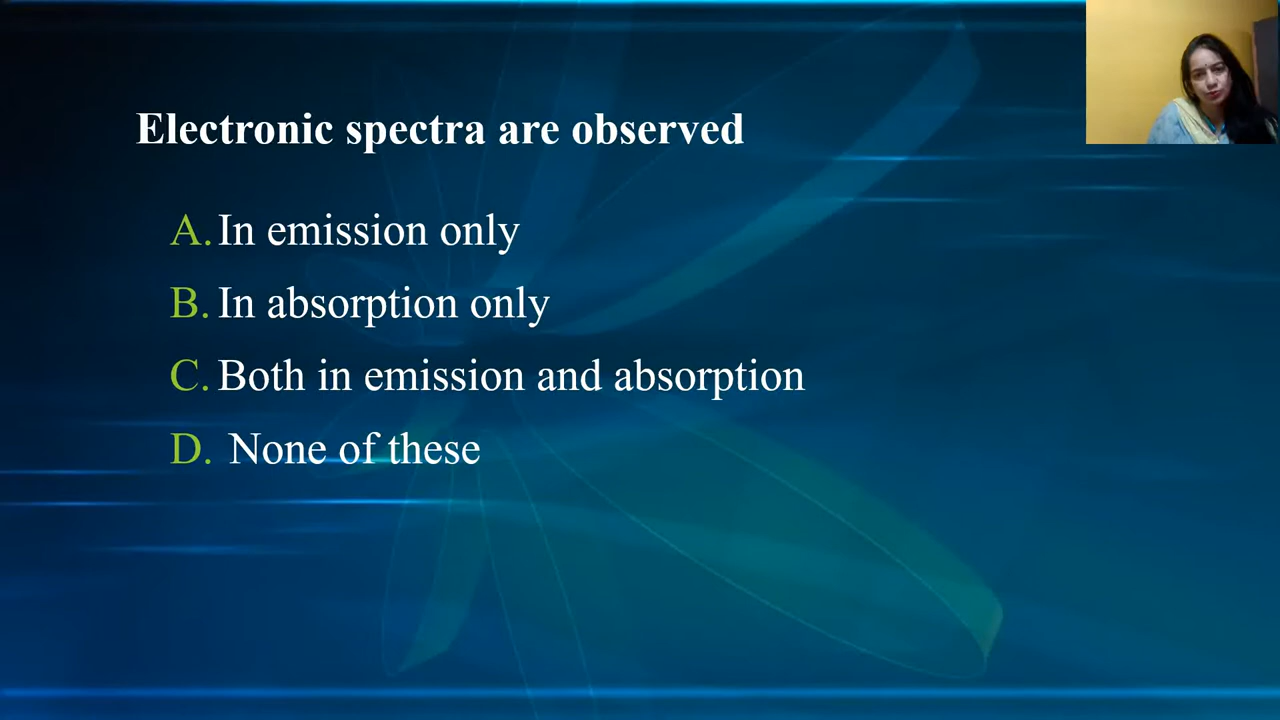 Electronic spectra are observed
A. In emission only
B. In absorption only
C. Both in emission and absorption
D. None of these